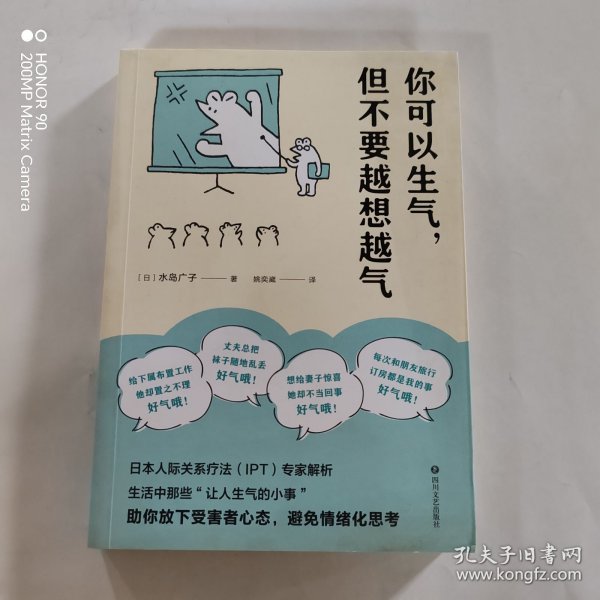 HONOR 90
200MP Matrix Camera
你可以生气，
但不要越想越气
［日］水岛广子 —— 著 姚奕崴 —— 译
给下属布置工作
他却置之不理
好气哦！
丈夫总把
袜子随地乱丢
好气哦！
想给妻子惊喜
她却不当回事
好气哦！
每次和朋友旅行
订房都是我的事
好气哦！
日本人际关系疗法（IPT）专家解析
生活中那些“让人生气的小事”
助你放下受害者心态，避免情绪化思考
四川文艺出版社
孔夫子旧书网
www.kongfz.com